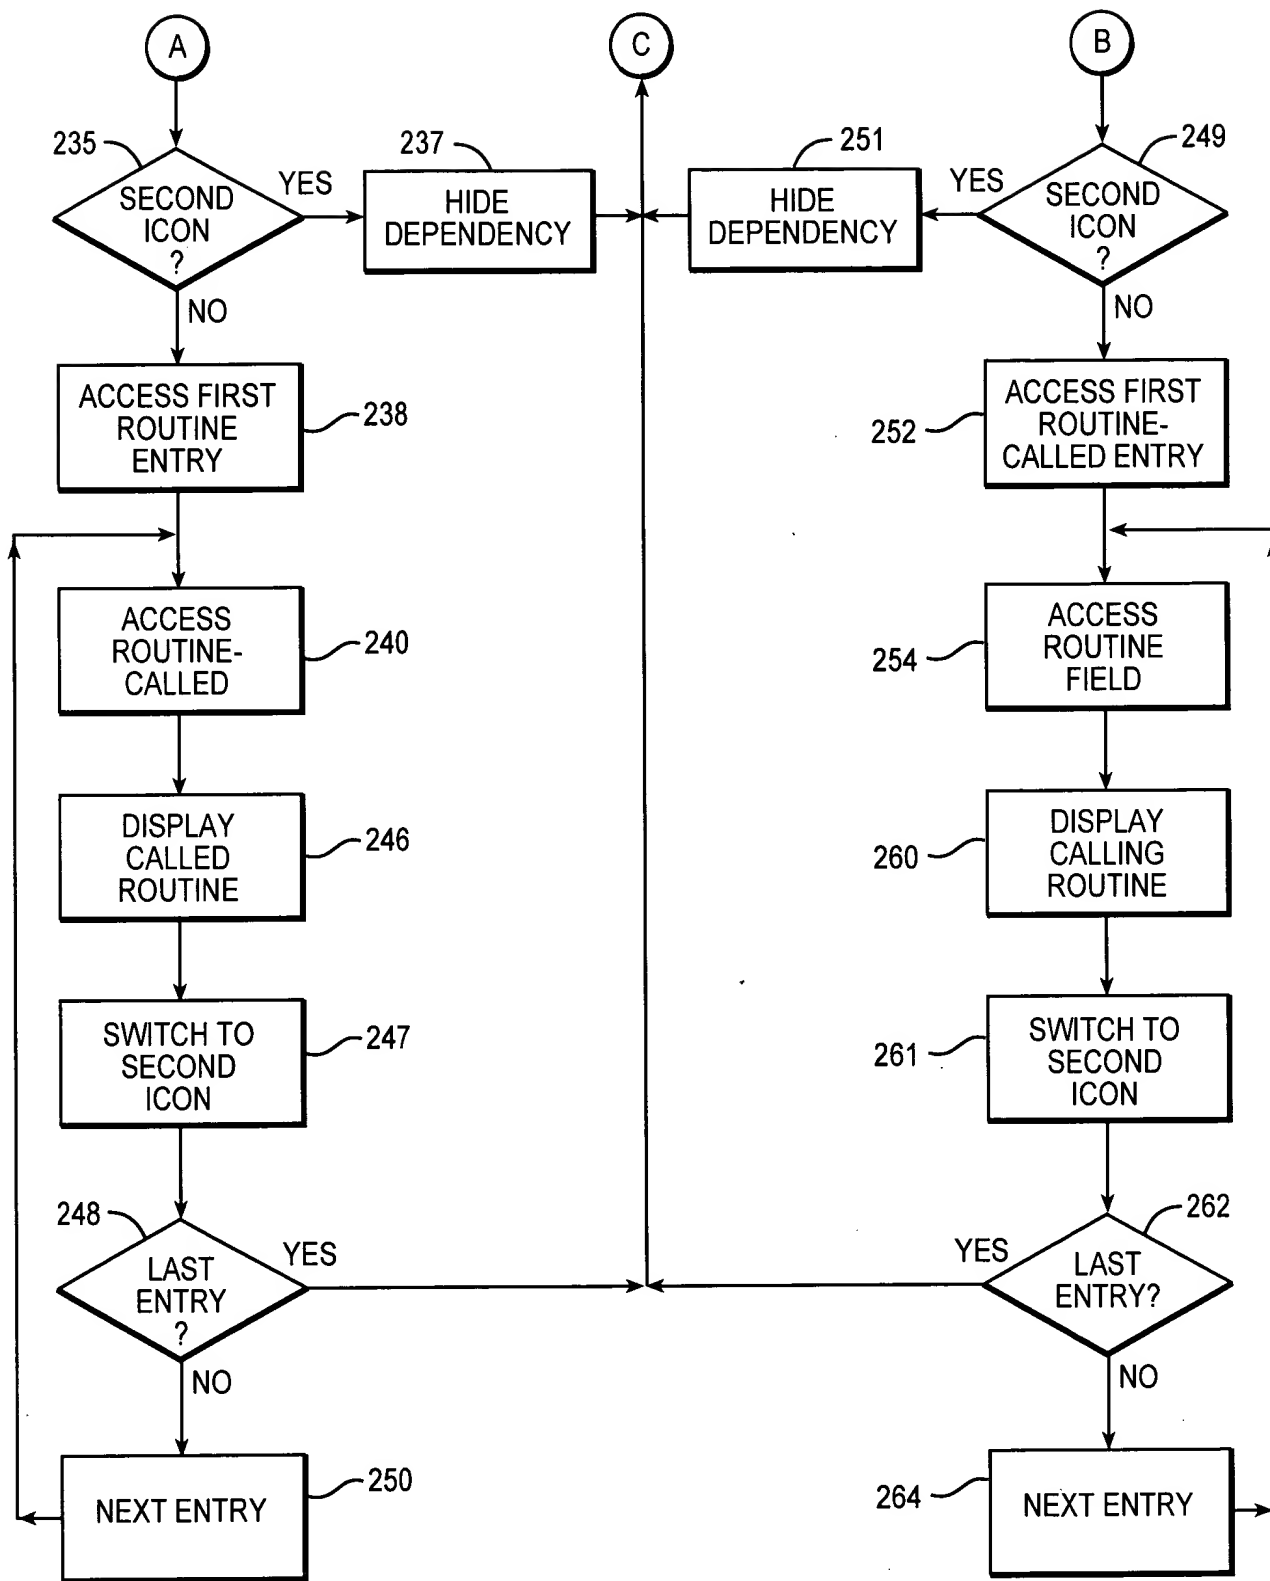 A
C
B
235
237
251
249
SECOND
ICON
?
YES
HIDE
DEPENDENCY
HIDE
DEPENDENCY
YES
SECOND
ICON
?
NO
NO
ACCESS FIRST
ROUTINE
ENTRY
238
252
ACCESS FIRST
ROUTINE-
CALLED ENTRY
ACCESS
ROUTINE-
CALLED
240
254
ACCESS
ROUTINE
FIELD
DISPLAY
CALLED
ROUTINE
246
260
DISPLAY
CALLING
ROUTINE
SWITCH TO
SECOND
ICON
247
261
SWITCH TO
SECOND
ICON
248
262
LAST
ENTRY
?
YES
YES
LAST
ENTRY?
NO
NO
NEXT ENTRY
250
264
NEXT ENTRY